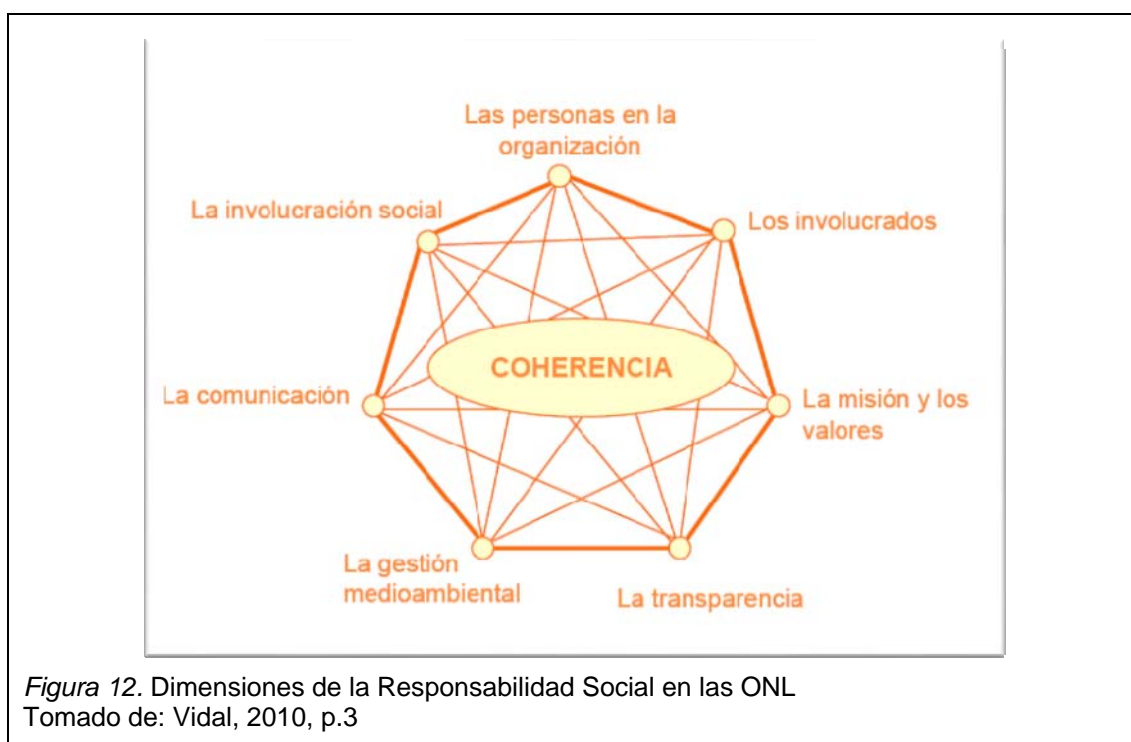 Las personas en la
organización
La involucración social
Los involucrados
COHERENCIA
La comunicación
La misión y los
valores
La gestión
medioambiental
La transparencia
Figura 12. Dimensiones de la Responsabilidad Social en las ONL
Tomado de: Vidal, 2010, p.3